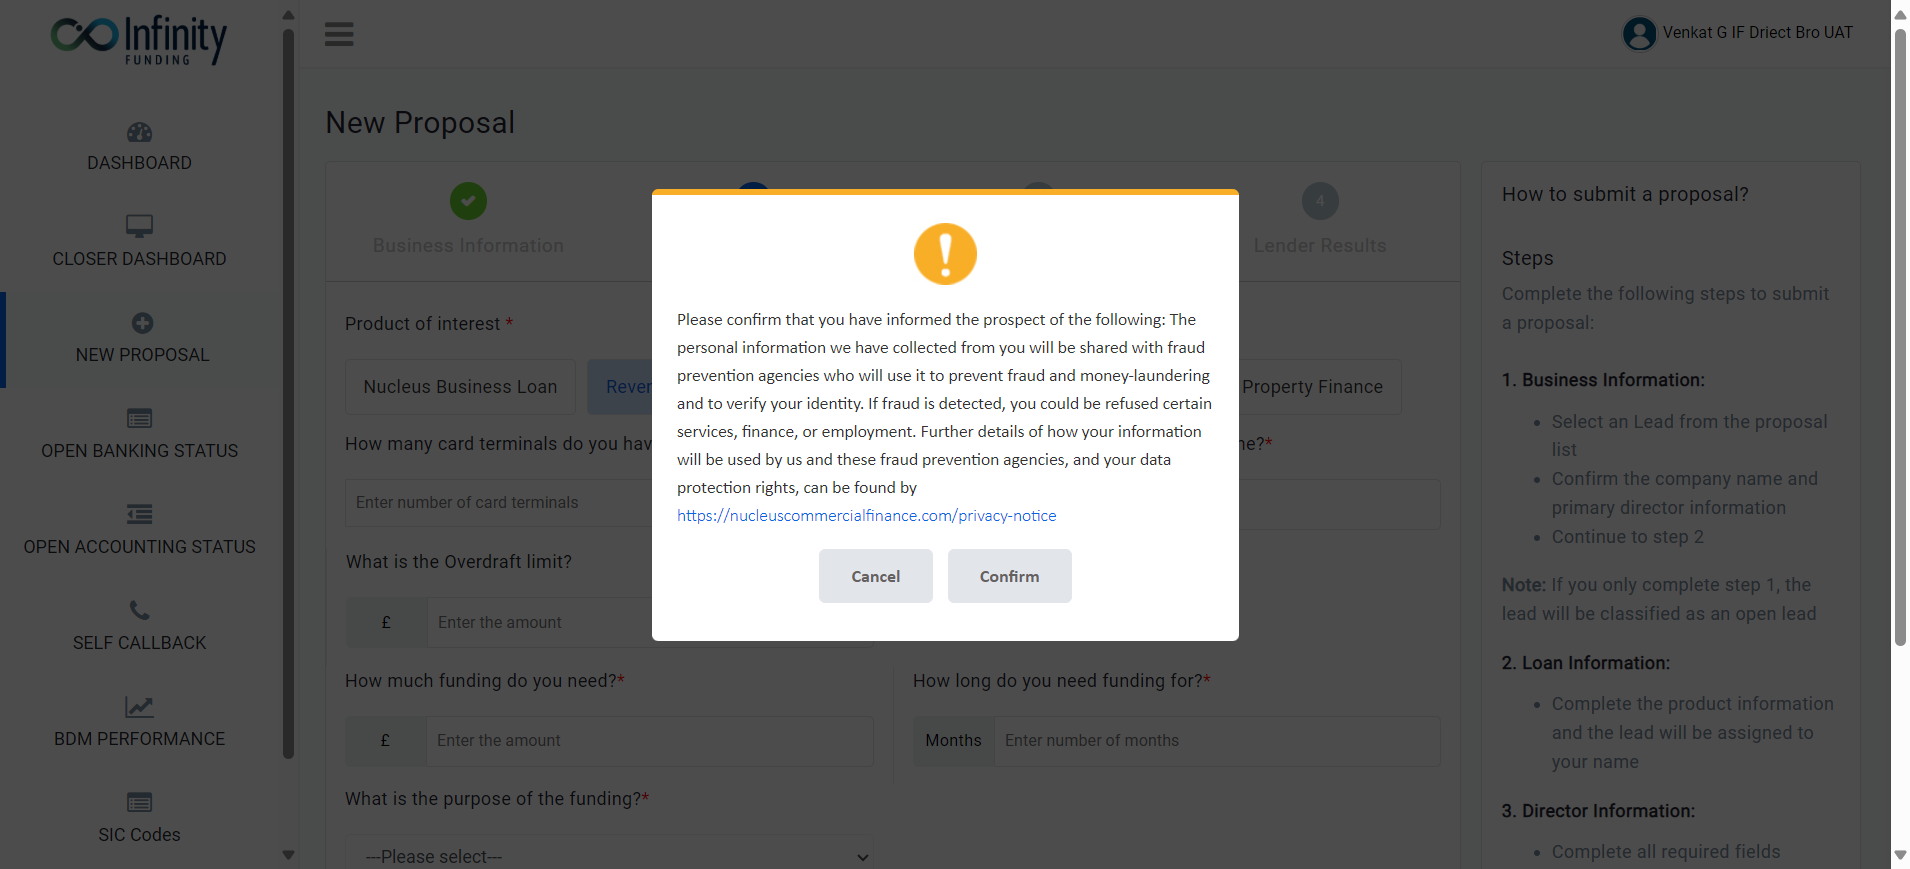 Infinity
FUNDING
Venkat G IF Driect Bro UAT
DASHBOARD
CLOSER DASHBOARD
NEW PROPOSAL
OPEN BANKING STATUS
OPEN ACCOUNTING STATUS
SELF CALLBACK
BDM PERFORMANCE
SIC Codes
New Proposal
Business Information
4
Lender Results
Product of interest *
Nucleus Business Loan
Property Finance
How many card terminals do you
Enter number of card terminals
What is the Overdraft limit?
£
Enter the amount
How much funding do you need?*
£
Enter the amount
How long do you need funding for?*
Months
Enter number of months
What is the purpose of the funding?*
---Please select---
Please confirm that you have informed the prospect of the following: The
personal information we have collected from you will be shared with fraud
prevention agencies who will use it to prevent fraud and money-laundering
and to verify your identity. If fraud is detected, you could be refused certain
services, finance, or employment. Further details of how your information
will be used by us and these fraud prevention agencies, and your data
protection rights, can be found by
https://nucleuscommercialfinance.com/privacy-notice
Cancel
Confirm
How to submit a proposal?
Steps
Complete the following steps to submit
a proposal:
1. Business Information:
• Select an Lead from the proposal
list
• Confirm the company name and
primary director information
• Continue to step 2
Note: If you only complete step 1, the
lead will be classified as an open lead
2. Loan Information:
• Complete the product information
and the lead will be assigned to
your name
3. Director Information:
• Complete all required fields